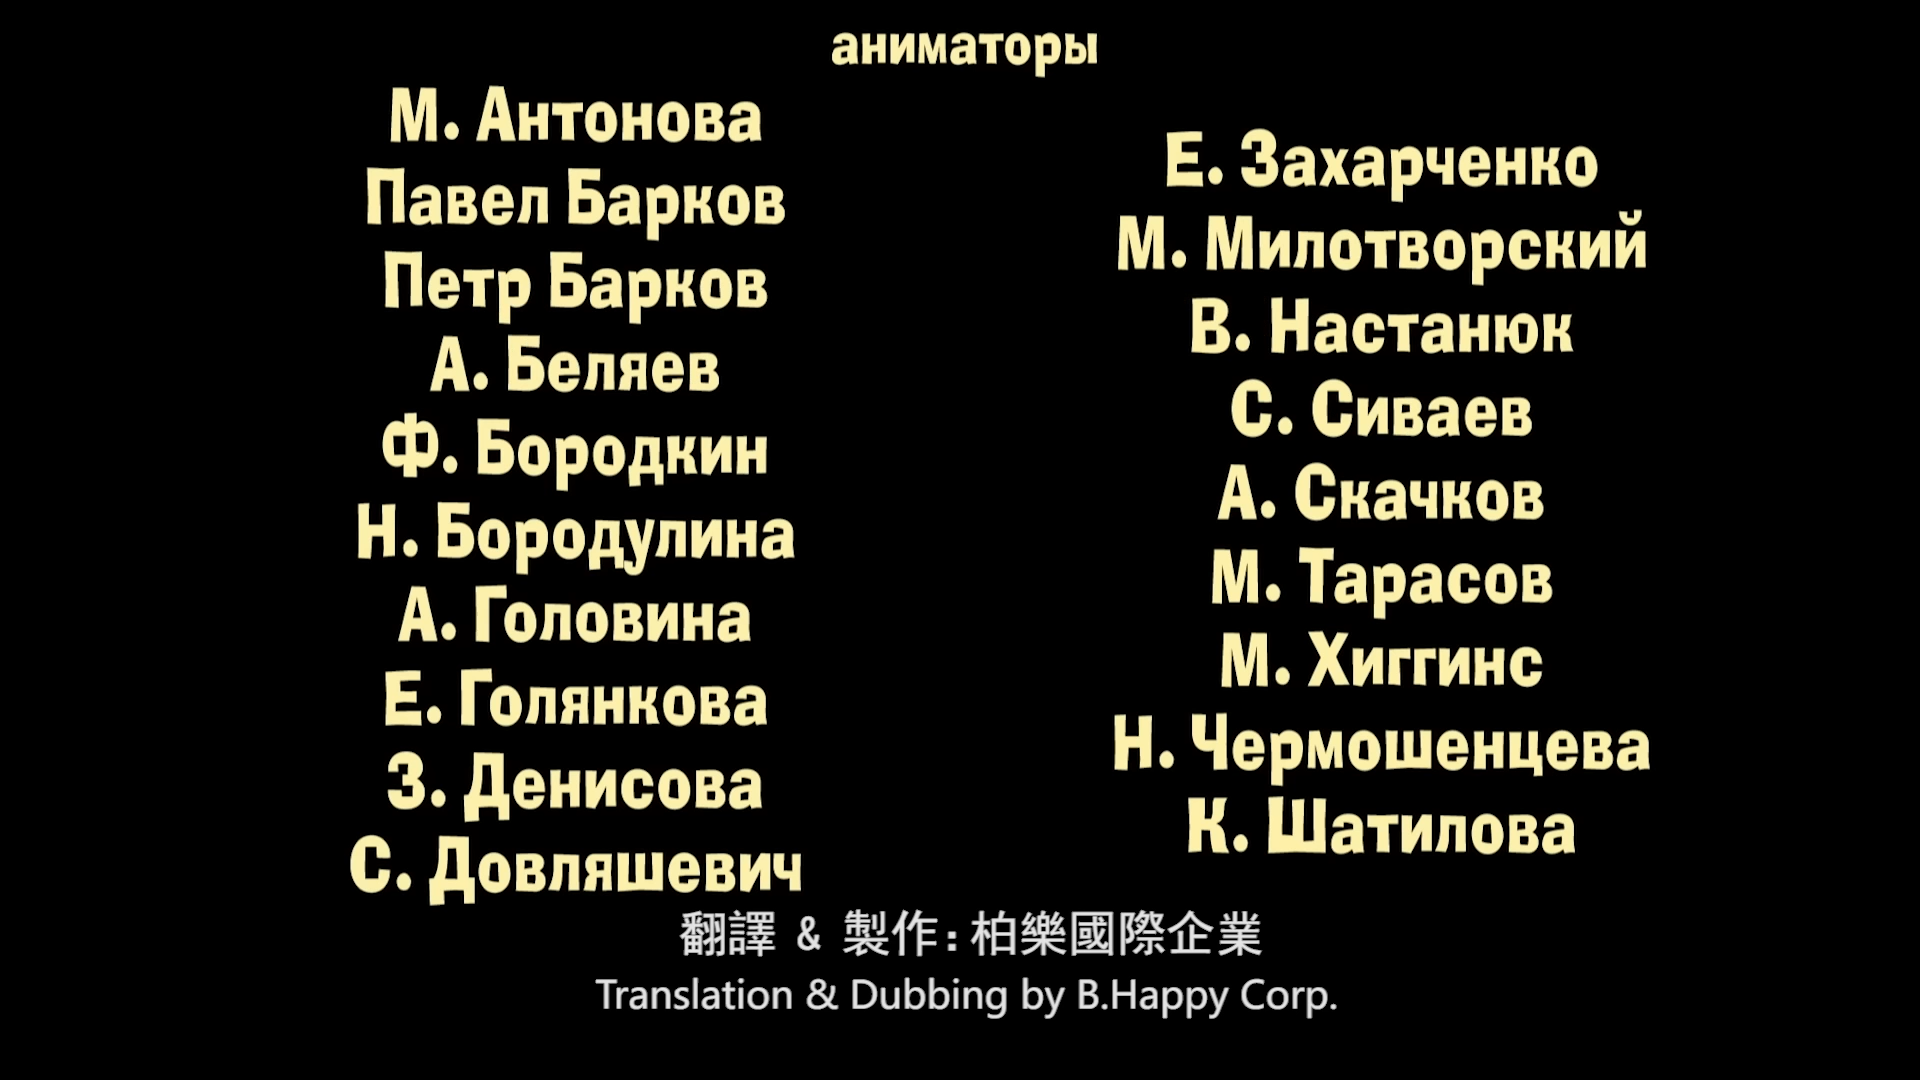 аниматоры
М. Антонова
Павел Барков
Петр Барков
А. Беляев
Ф. Бородкин
Н. Бородулина
А. Головина
Е. Голянкова
З. Денисова
С. Довляшевич
Е. Захарченко
М. Милотворский
В. Настанюк
С. Сиваев
А. Скачков
М. Тарасов
М. Хиггинс
Н. Чермошенцева
К. Шатилова
翻譯 & 製作: 柏樂國際企業
Translation & Dubbing by B.Happy Corp.